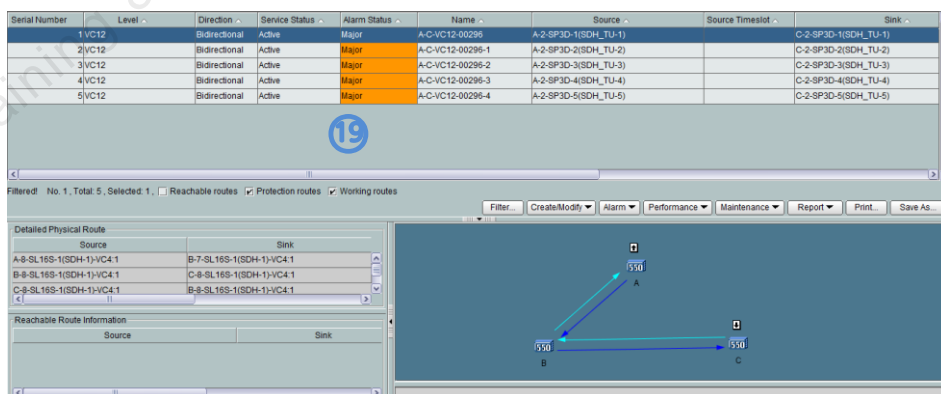 Serial Number Level Direction Service Status Alarm Status Name Source Source Timeslot Sink
1 VC12 Bidirectional Active Major A-C-VC12-00296 A-2-SP3D-1(SDH_TU-1) C-2-SP3D-1(SDH_TU-1)
2 VC12 Bidirectional Active Major A-C-VC12-00296-1 A-2-SP3D-2(SDH_TU-2) C-2-SP3D-2(SDH_TU-2)
3 VC12 Bidirectional Active Major A-C-VC12-00296-2 A-2-SP3D-3(SDH_TU-3) C-2-SP3D-3(SDH_TU-3)
4 VC12 Bidirectional Active Major A-C-VC12-00296-3 A-2-SP3D-4(SDH_TU-4) C-2-SP3D-4(SDH_TU-4)
5 VC12 Bidirectional Active Major A-C-VC12-00296-4 A-2-SP3D-5(SDH_TU-5) C-2-SP3D-5(SDH_TU-5)
19
Filtered! No. 1, Total: 5, Selected: 1, Reachable routes Protection routes Working routes
Filter... Create/Modify Alarm Performance Maintenance Report Print... Save As...
Detailed Physical Route
Source Sink
A-8-SL16S-1(SDH-1)-VC4:1 B-7-SL16S-1(SDH-1)-VC4:1
B-8-SL16S-1(SDH-1)-VC4:1 C-8-SL16S-1(SDH-1)-VC4:1
C-8-SL16S-1(SDH-1)-VC4:1 B-8-SL16S-1(SDH-1)-VC4:1
Reachable Route Information
Source Sink
550
A
550
B
550
C